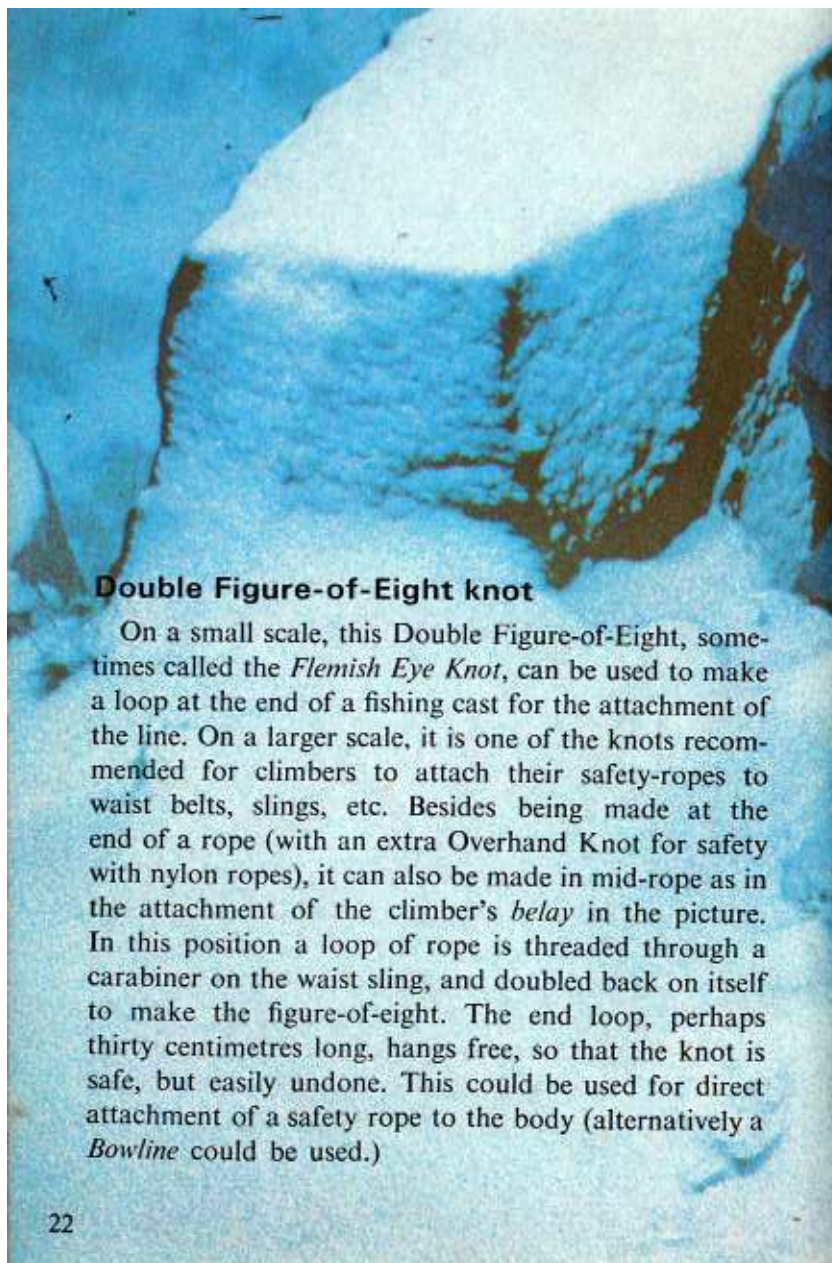 Double Figure-of-Eight knot
On a small scale, this Double Figure-of-Eight, some-
times called the Flemish Eye Knot, can be used to make
a loop at the end of a fishing cast for the attachment of
the line. On a larger scale, it is one of the knots recom-
mended for climbers to attach their safety-ropes to
waist belts, slings, etc. Besides being made at the
end of a rope (with an extra Overhand Knot for safety
with nylon ropes), it can also be made in mid-rope as in
the attachment of the climber's belay in the picture.
In this position a loop of rope is threaded through a
carabiner on the waist sling, and doubled back on itself
to make the figure-of-eight. The end loop, perhaps
thirty centimetres long, hangs free, so that the knot is
safe, but easily undone. This could be used for direct
attachment of a safety rope to the body (alternatively a
Bowline could be used.)
22